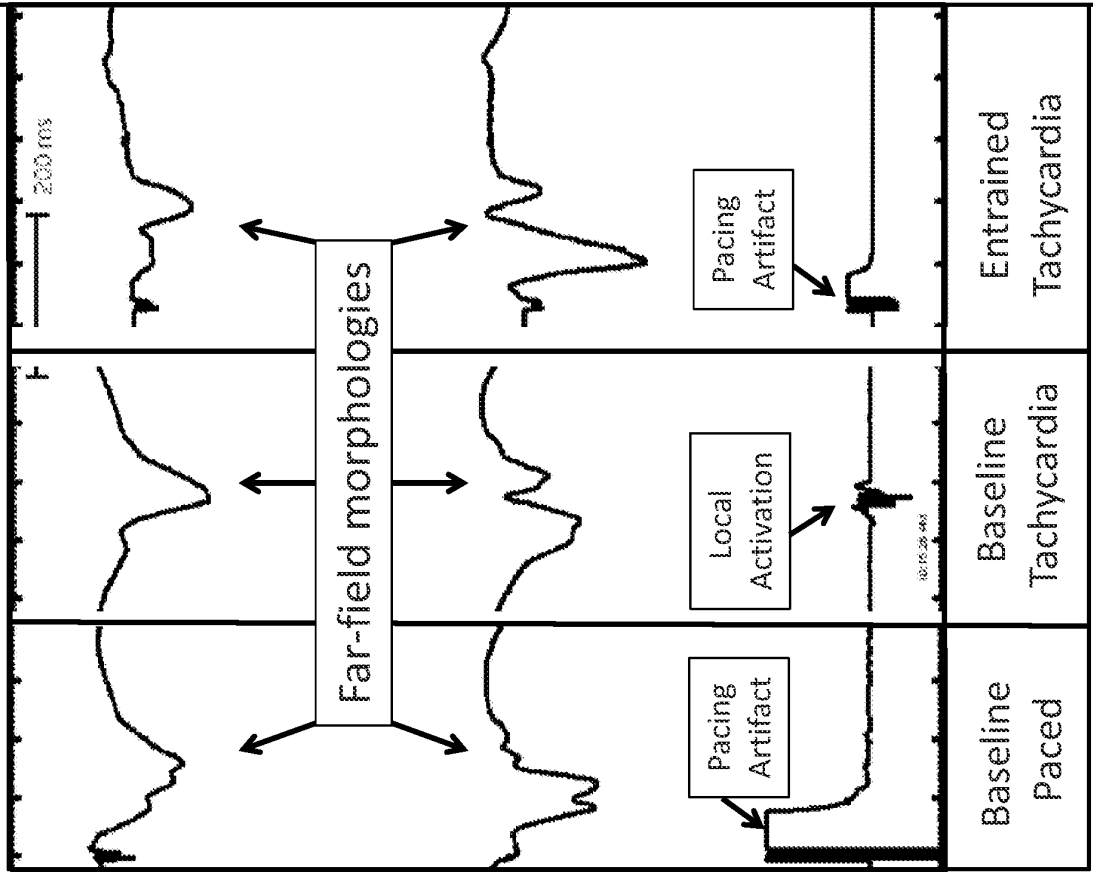 200 ms
Far-field morphologies
Pacing
Artifact
Local
Activation
Pacing
Artifact
Baseline
Paced
Baseline
Tachycardia
Entrained
Tachycardia